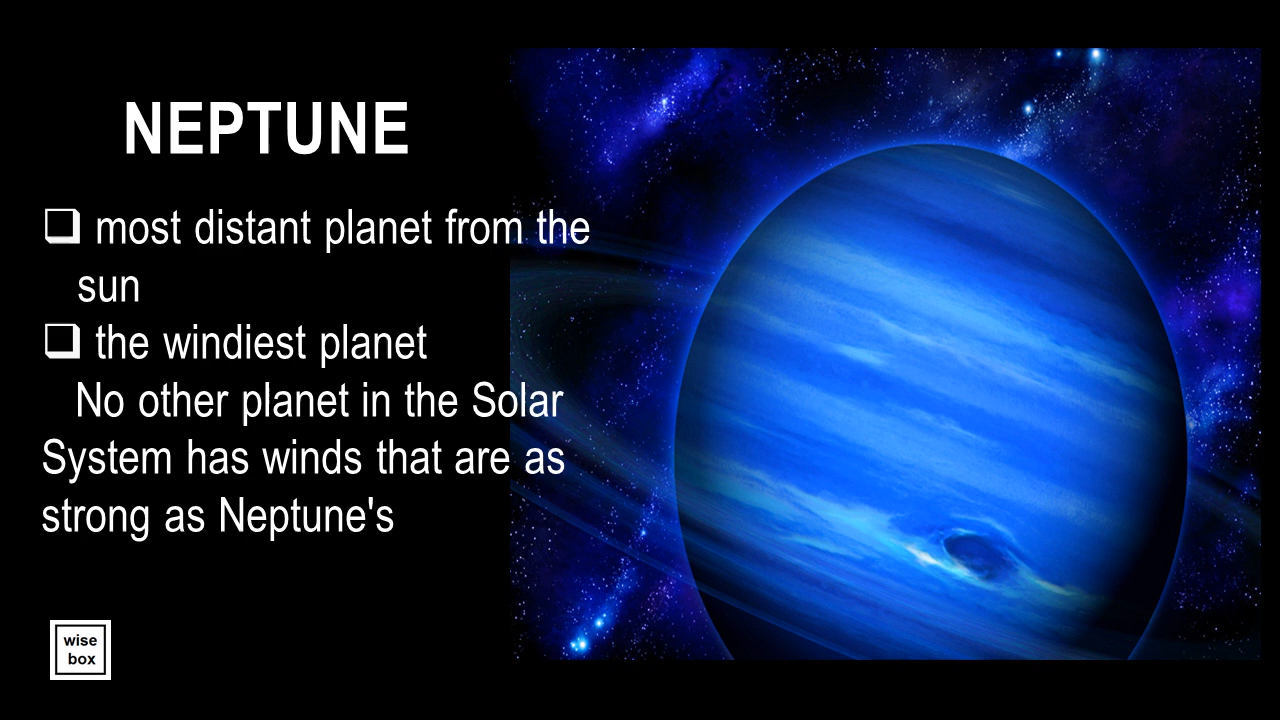 NEPTUNE
❑ most distant planet from the
sun
❑ the windiest planet
No other planet in the Solar
System has winds that are as
strong as Neptune's
wise
box